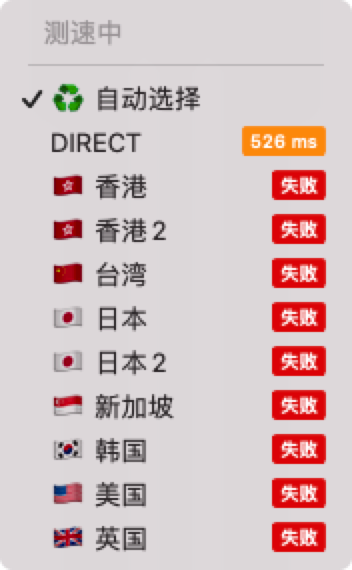 测速中
自动选择
DIRECT 526 ms
香港 失败
香港 2 失败
台湾 失败
日本 失败
日本 2 失败
新加坡 失败
韩国 失败
美国 失败
英国 失败